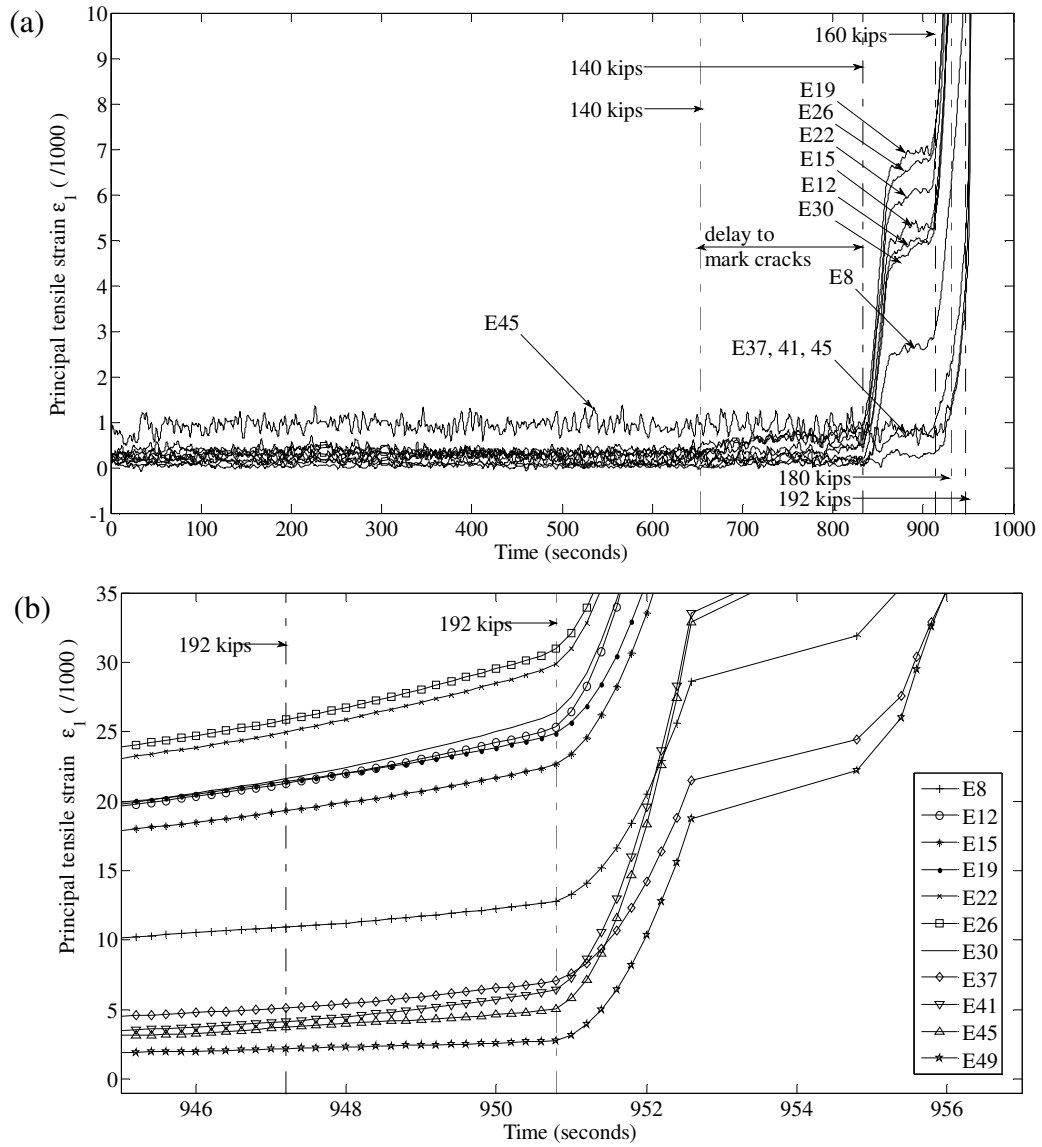 (a)
Principal tensile strain ε_1 ( /1000 )
10
9
8
7
6
5
4
3
2
1
0
-1
160 kips
140 kips
140 kips
E19
E26
E22
E15
E12
E30
delay to
mark cracks
E8
E45
E37, 41, 45
180 kips
192 kips
0 100 200 300 400 500 600 700 800 900 1000
Time (seconds)
(b)
Principal tensile strain ε_1 ( /1000 )
35
30
25
20
15
10
5
0
192 kips
192 kips
E8
E12
E15
E19
E22
E26
E30
E37
E41
E45
E49
946 948 950 952 954 956
Time (seconds)